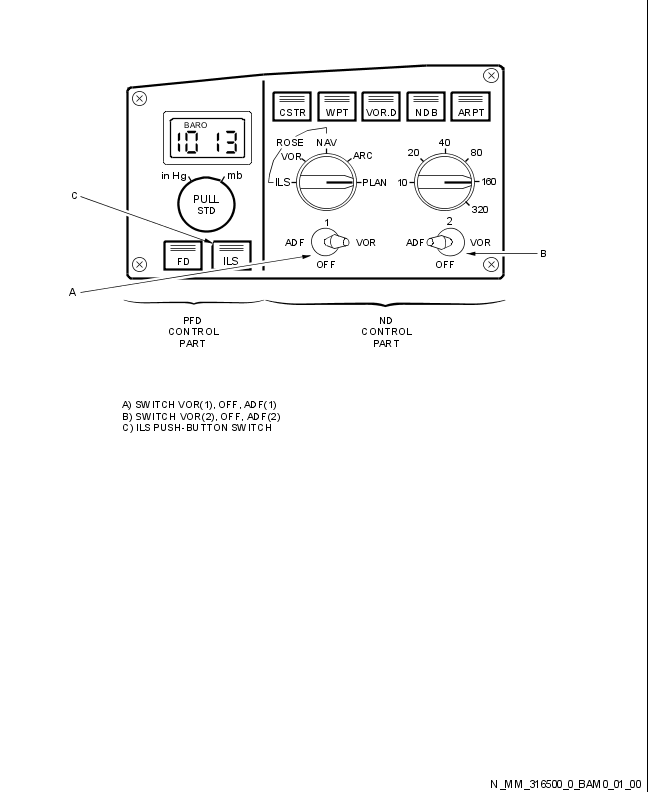 CSTR WPT VOR.D NDB ARPT
BARO
10 13
ROSE NAV
VOR ARC
ILS PLAN
40
20 80
10 160
320
in Hg mb
PULL
STD
C
1 2
ADF VOR ADF VOR
OFF OFF
B
FD ILS
A
PFD
CONTROL
PART
ND
CONTROL
PART
A) SWITCH VOR(1), OFF, ADF(1)
B) SWITCH VOR(2), OFF, ADF(2)
C) ILS PUSH-BUTTON SWITCH
N_MM_316500_0_BAM0_01_00